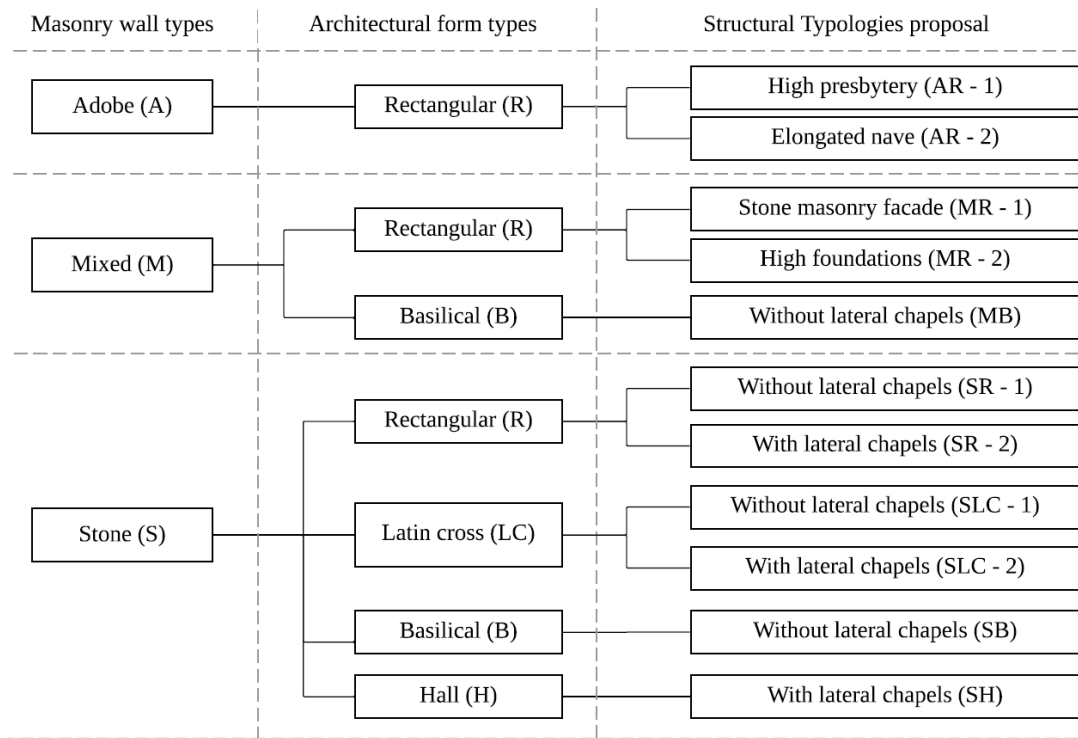 Masonry wall types
Architectural form types
Structural Typologies proposal
Adobe (A)
Rectangular (R)
High presbytery (AR - 1)
Elongated nave (AR - 2)
Mixed (M)
Rectangular (R)
Stone masonry facade (MR - 1)
High foundations (MR - 2)
Basilical (B)
Without lateral chapels (MB)
Stone (S)
Rectangular (R)
Without lateral chapels (SR - 1)
With lateral chapels (SR - 2)
Latin cross (LC)
Without lateral chapels (SLC - 1)
With lateral chapels (SLC - 2)
Basilical (B)
Without lateral chapels (SB)
Hall (H)
With lateral chapels (SH)